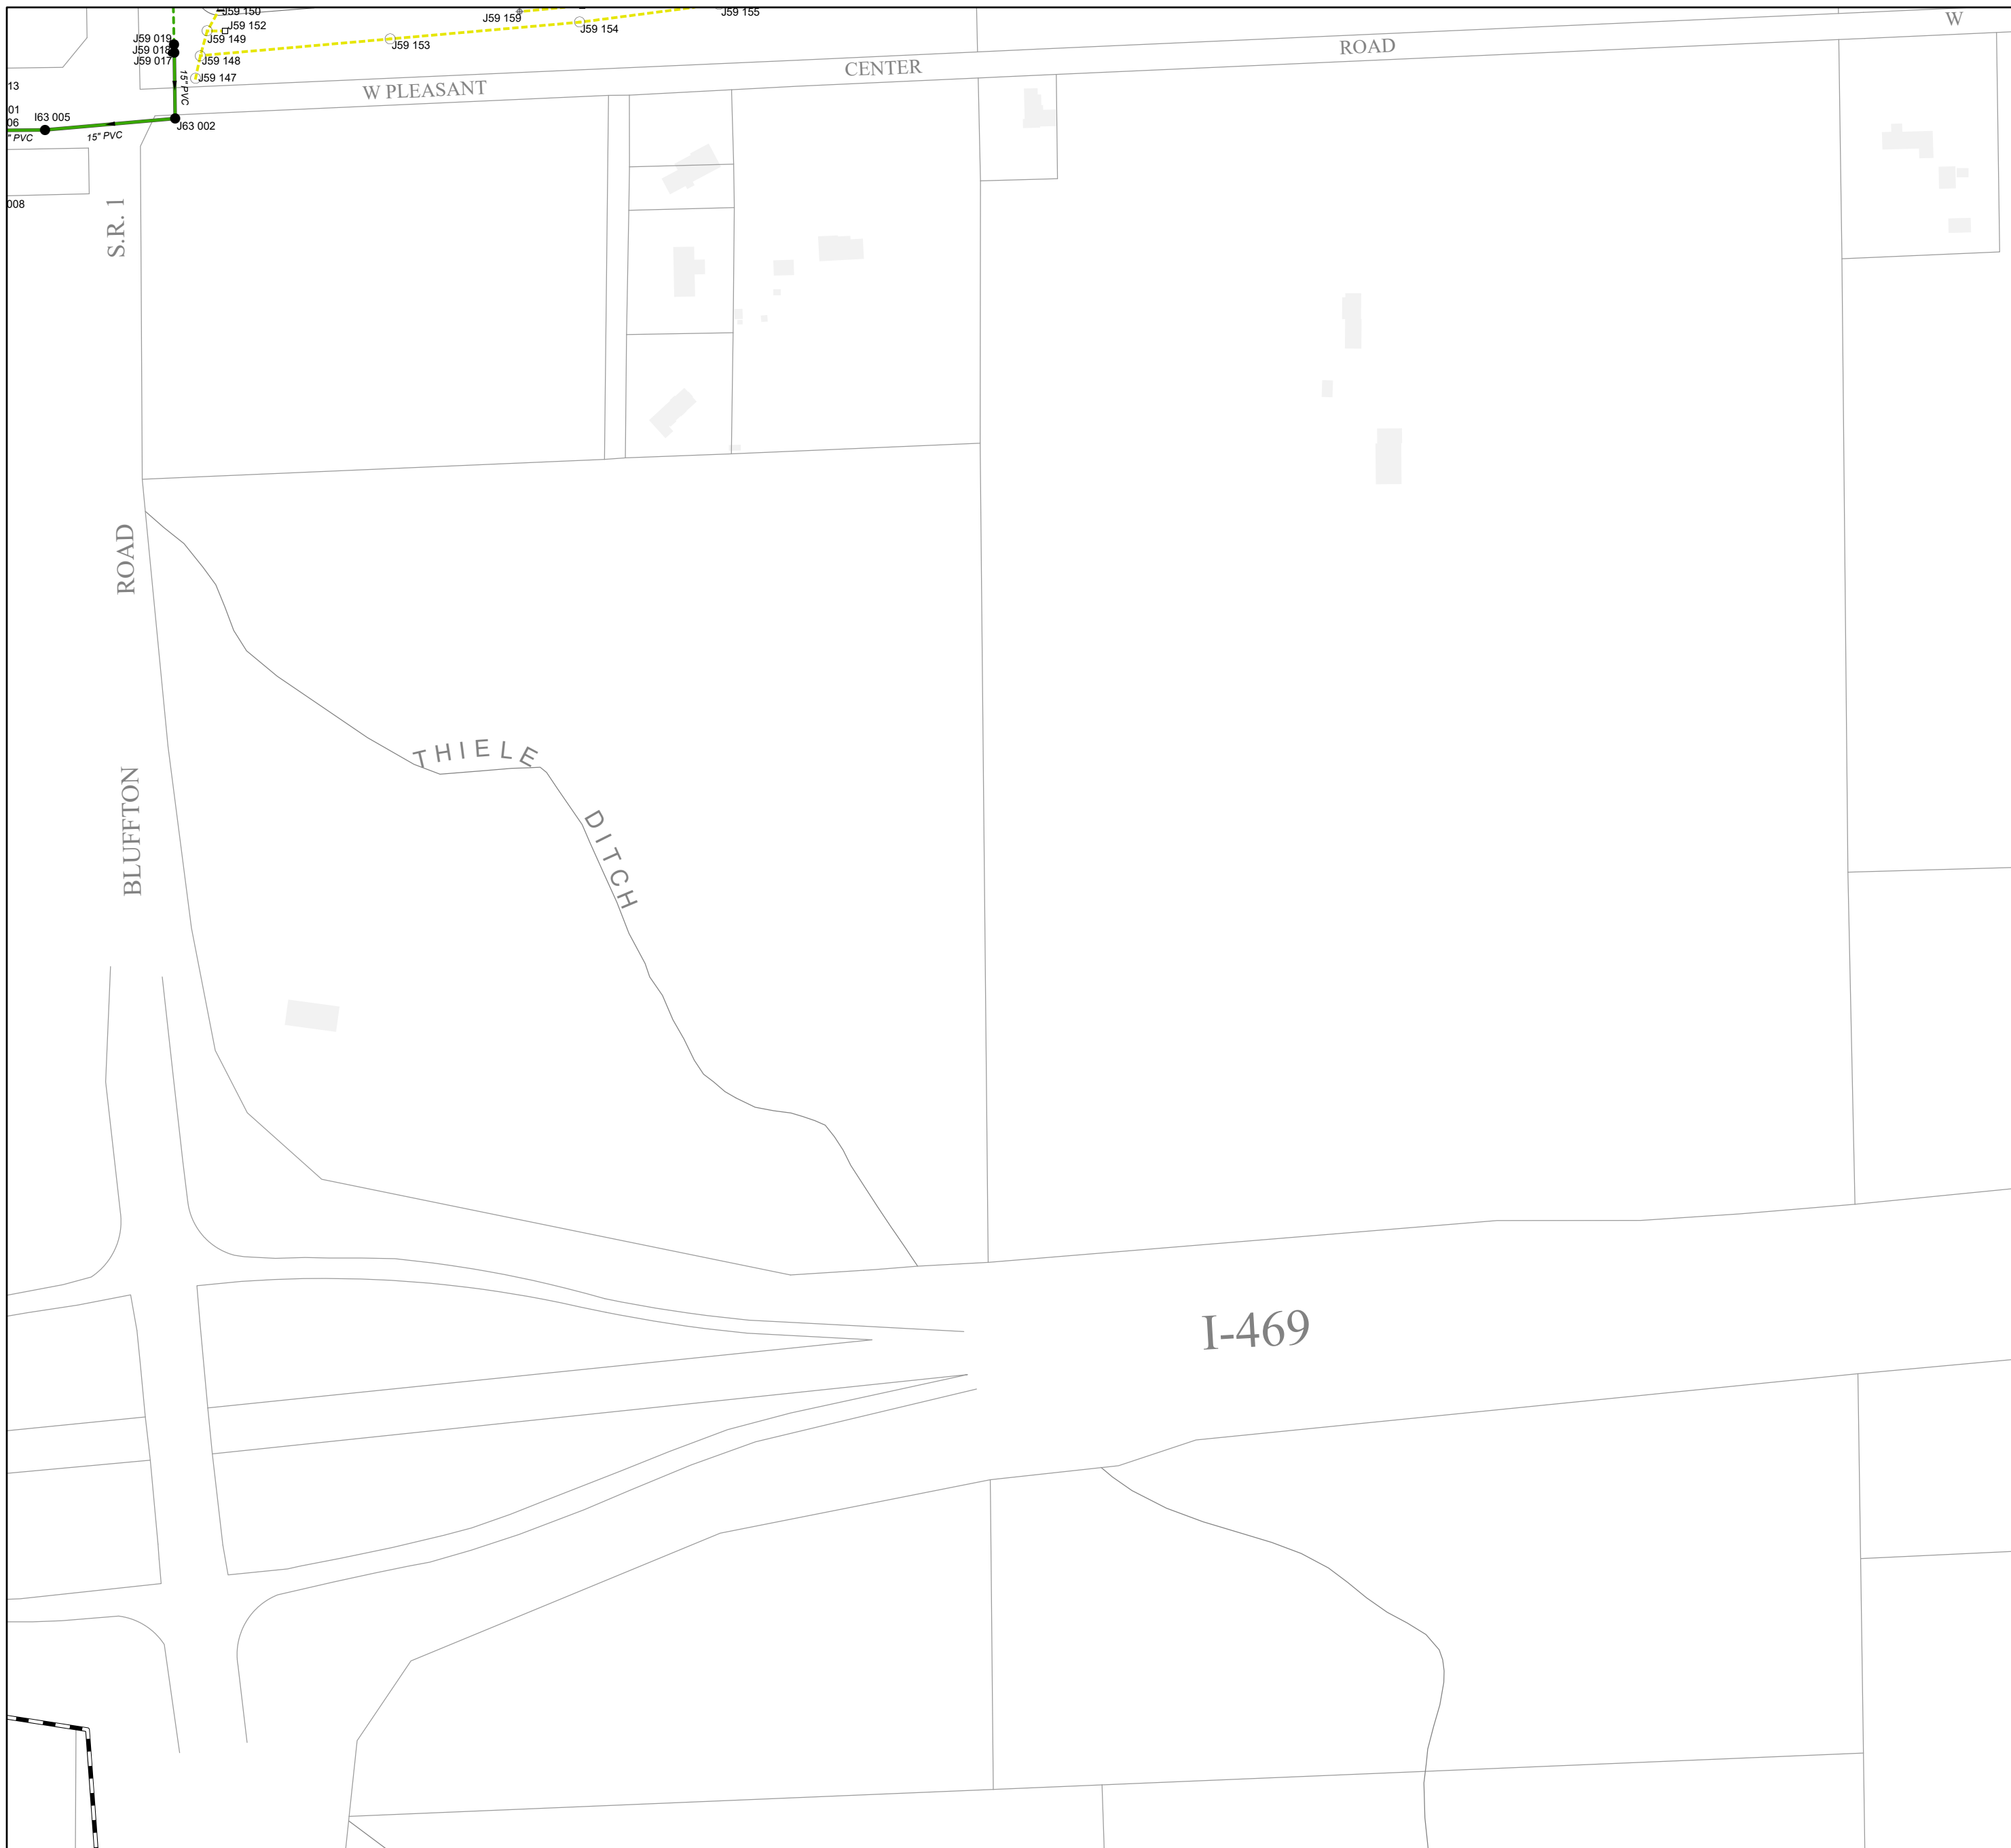 J59 150
J59 159
J59 155
J59 152
J59 154
W
J59 019
J59 149
J59 153
J59 018
J59 017
J59 148
J59 147
CENTER
ROAD
15" PVC
W PLEASANT
13
01
06
I63 005
J63 002
" PVC
15" PVC
008
S.R. 1
ROAD
BLUFFTON
THIELE
DITCH
I-469